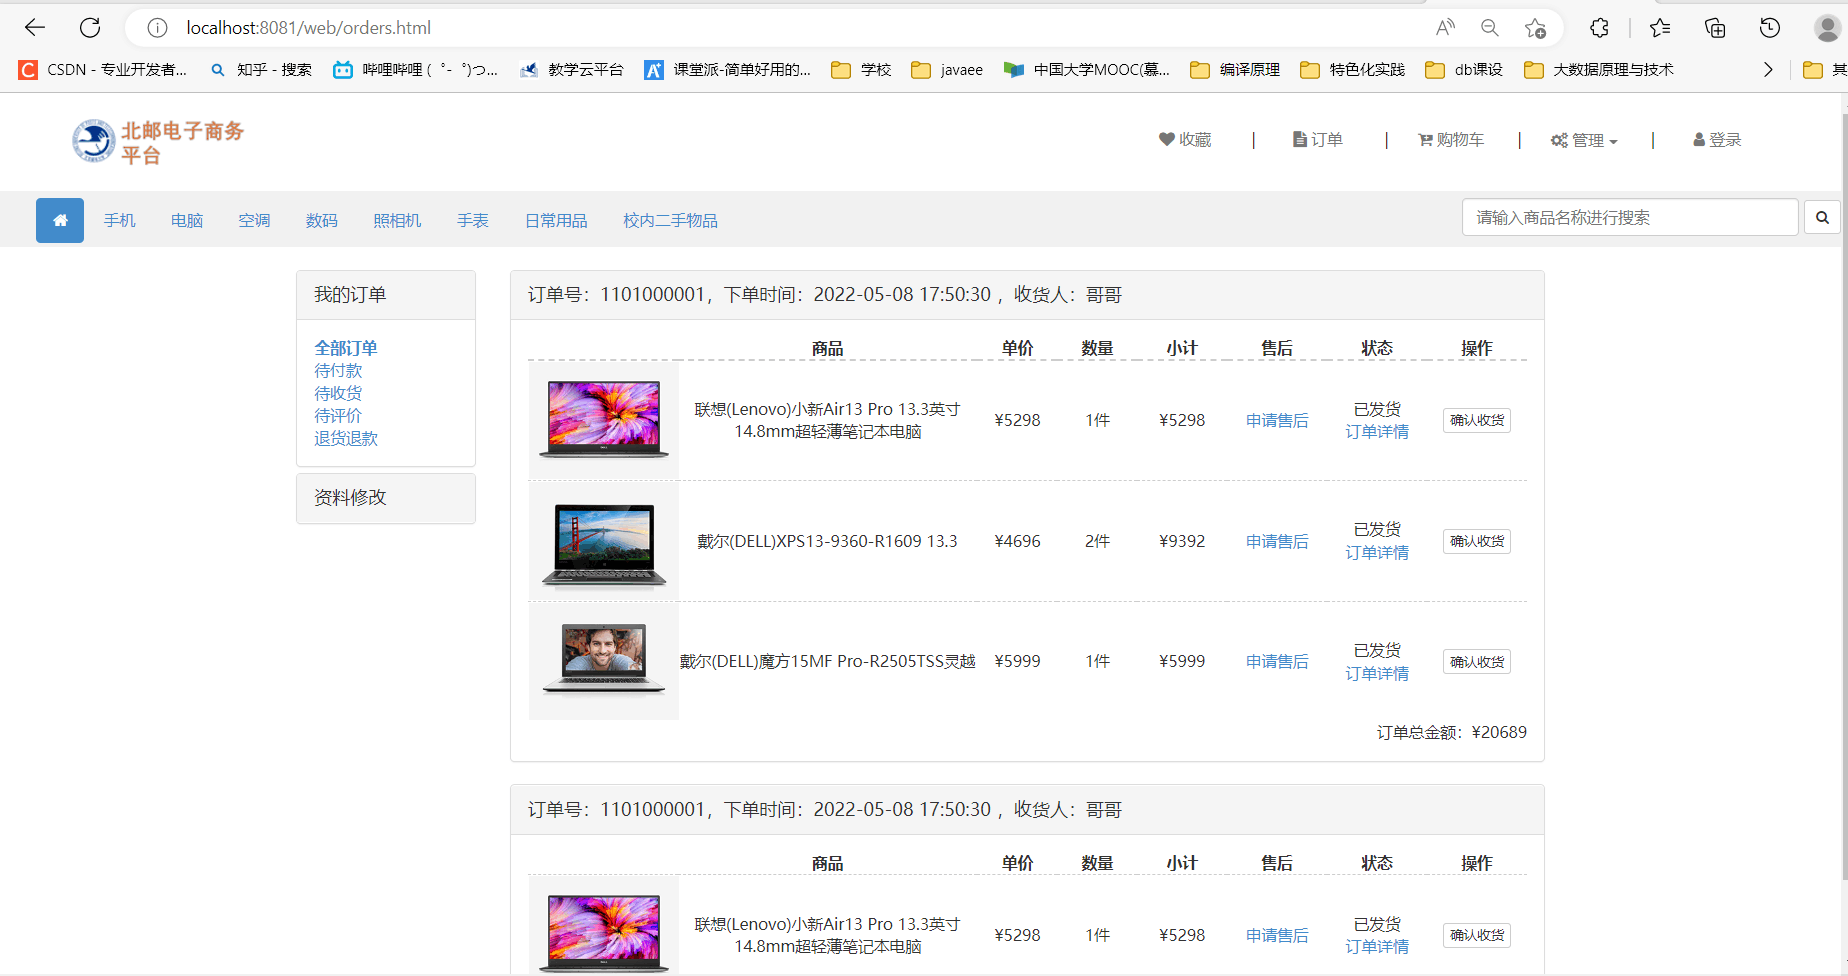 localhost:8081/web/orders.html
CSDN - 专业开发者...
知乎 - 搜索
哔哩哔哩 (゜-゜)つ...
教学云平台
课堂派-简单好用的...
学校
javaee
中国大学MOOC(慕...
编译原理
特色化实践
db课设
大数据原理与技术
其
北邮电子商务
平台
收藏 | 订单 | 购物车 | 管理 | 登录
手机 电脑 空调 数码 照相机 手表 日常用品 校内二手物品
请输入商品名称进行搜索
我的订单
全部订单
待付款
待收货
待评价
退货退款
资料修改
订单号：1101000001，下单时间：2022-05-08 17:50:30 ，收货人：哥哥
商品 单价 数量 小计 售后 状态 操作
联想(Lenovo)小新Air13 Pro 13.3英寸
14.8mm超轻薄笔记本电脑
¥5298 1件 ¥5298 申请售后
已发货
订单详情
确认收货
戴尔(DELL)XPS13-9360-R1609 13.3 ¥4696 2件 ¥9392 申请售后
已发货
订单详情
确认收货
戴尔(DELL)魔方15MF Pro-R2505TSS灵越 ¥5999 1件 ¥5999 申请售后
已发货
订单详情
确认收货
订单总金额：¥20689
订单号：1101000001，下单时间：2022-05-08 17:50:30 ，收货人：哥哥
商品 单价 数量 小计 售后 状态 操作
联想(Lenovo)小新Air13 Pro 13.3英寸
14.8mm超轻薄笔记本电脑
¥5298 1件 ¥5298 申请售后
已发货
订单详情
确认收货